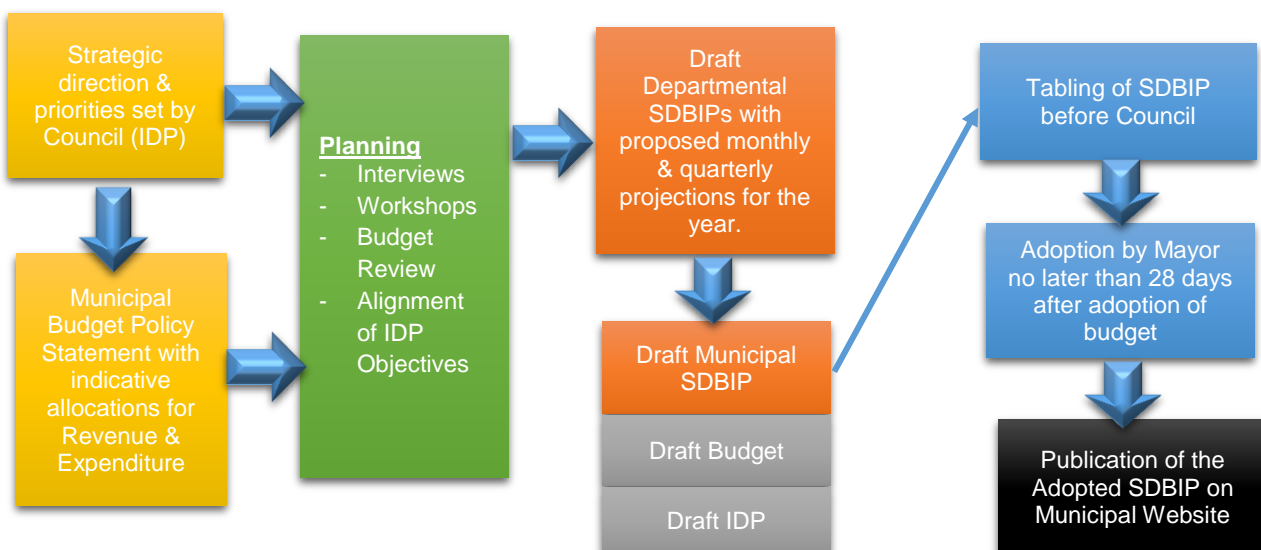 Strategic
direction &
priorities set by
Council (IDP)
Municipal
Budget Policy
Statement with
indicative
allocations for
Revenue &
Expenditure
Planning
- Interviews
- Workshops
- Budget
Review
- Alignment
of IDP
Objectives
Draft
Departmental
SDBIPs with
proposed monthly
& quarterly
projections for the
year.
Draft Municipal
SDBIP
Draft Budget
Draft IDP
Tabling of SDBIP
before Council
Adoption by Mayor
no later than 28 days
after adoption of
budget
Publication of the
Adopted SDBIP on
Municipal Website